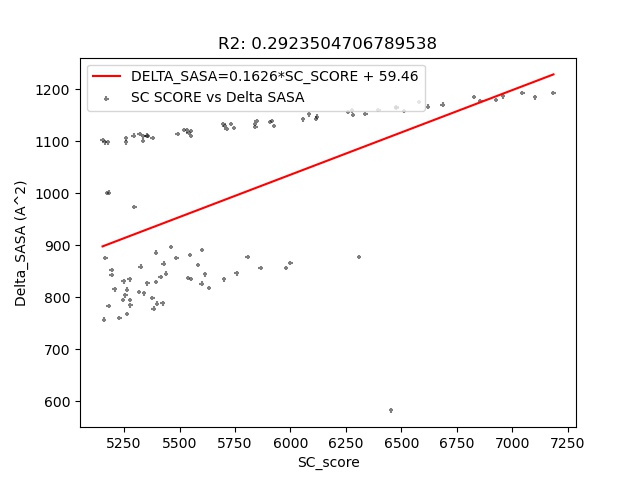 R2: 0.2923504706789538
DELTA_SASA=0.1626*SC_SCORE + 59.46
SC SCORE vs Delta SASA
Delta_SASA (A^2)
1200
1100
1000
900
800
700
600
5250 5500 5750 6000 6250 6500 6750 7000 7250
SC_score